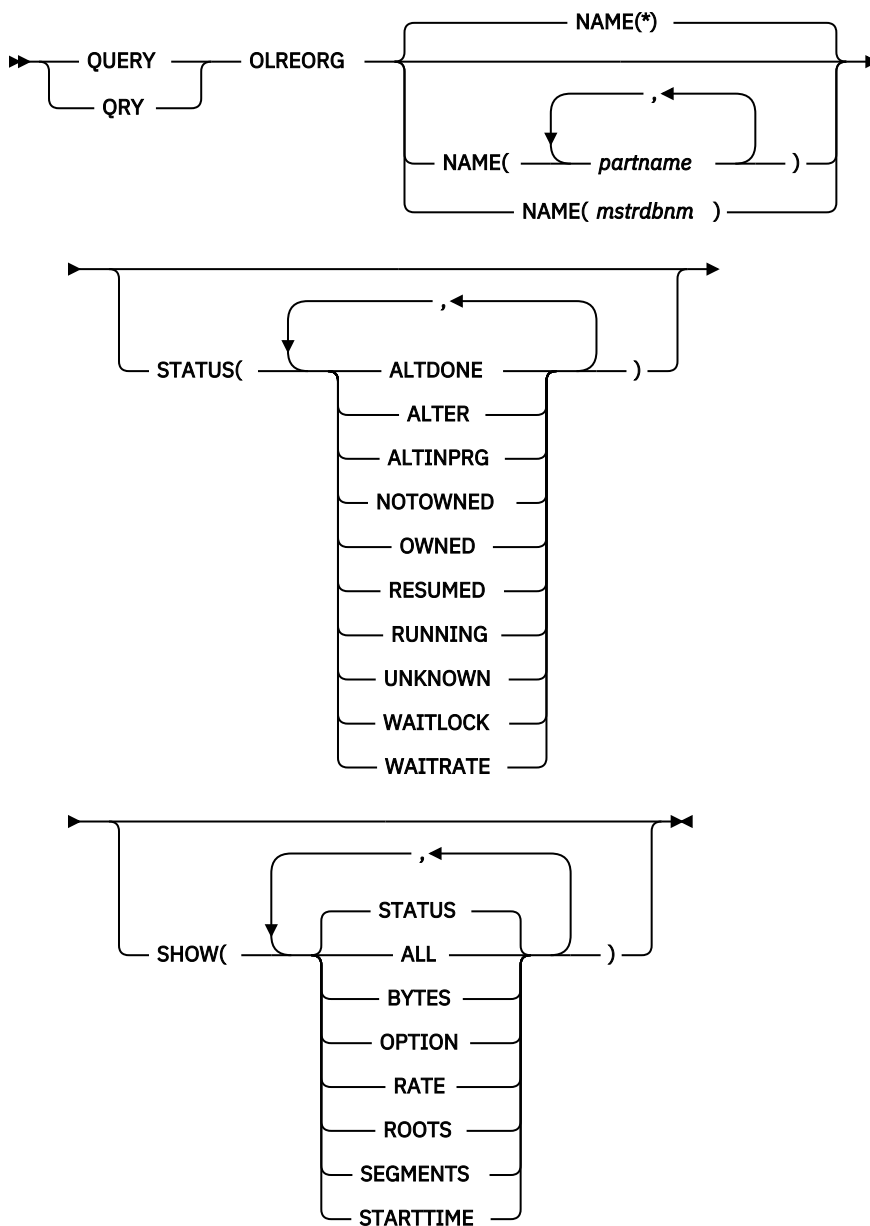 NAME(*)
QUERY OLREORG
QRY
,
NAME( partname )
NAME( mstrdbnm )
,
STATUS( ALTDONE )
ALTER
ALTINPRG
NOTOWNED
OWNED
RESUMED
RUNNING
UNKNOWN
WAITLOCK
WAITRATE
,
STATUS
SHOW( ALL )
BYTES
OPTION
RATE
ROOTS
SEGMENTS
STARTTIME